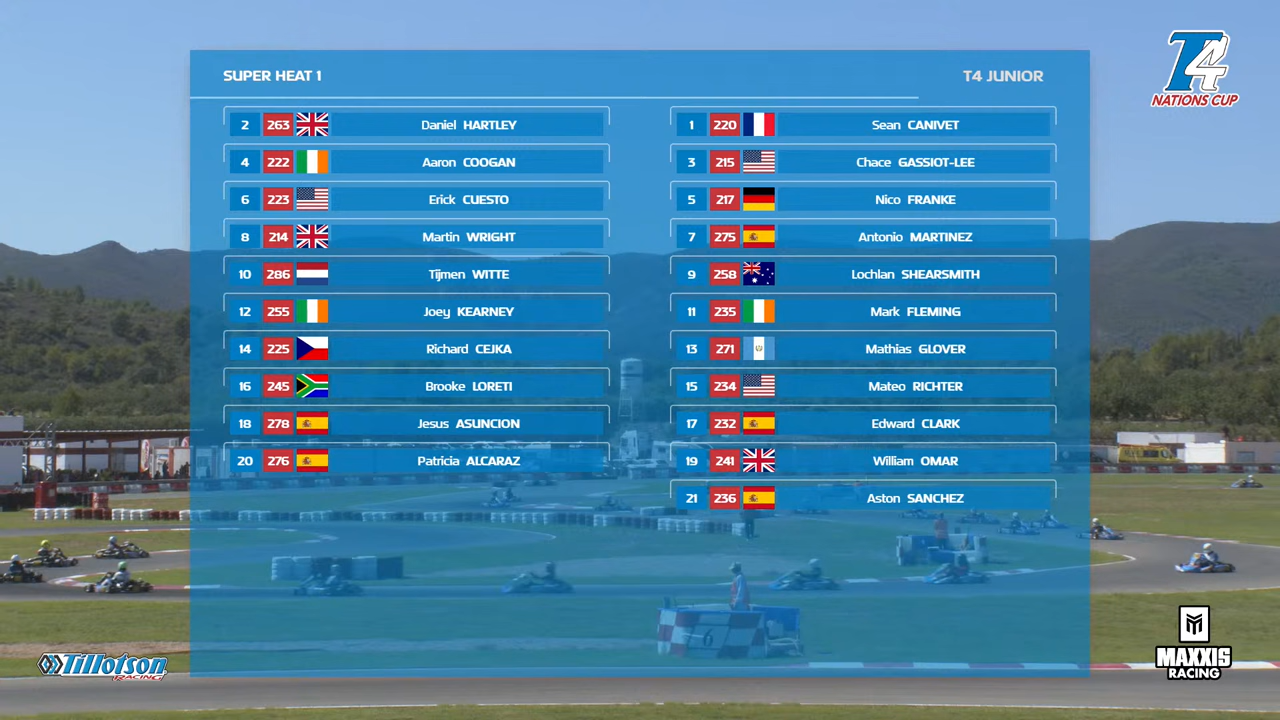 T4
NATIONS CUP
SUPER HEAT 1
T4 JUNIOR
2 263 Daniel HARTLEY
1 220 Sean CANIVET
4 222 Aaron COOGAN
3 215 Chace GASSIOT-LEE
6 223 Erick CUESTO
5 217 Nico FRANKE
8 214 Martin WRIGHT
7 275 Antonio MARTINEZ
10 286 Tijmen WITTE
9 258 Lochlan SHEARSMITH
12 255 Joey KEARNEY
11 235 Mark FLEMING
14 225 Richard CEJKA
13 271 Mathias GLOVER
16 245 Brooke LORETI
15 234 Mateo RICHTER
18 278 Jesus ASUNCION
17 232 Edward CLARK
20 276 Patricia ALCARAZ
19 241 William OMAR
21 236 Aston SANCHEZ
6
Tillotson
RACING
MAXXIS
RACING